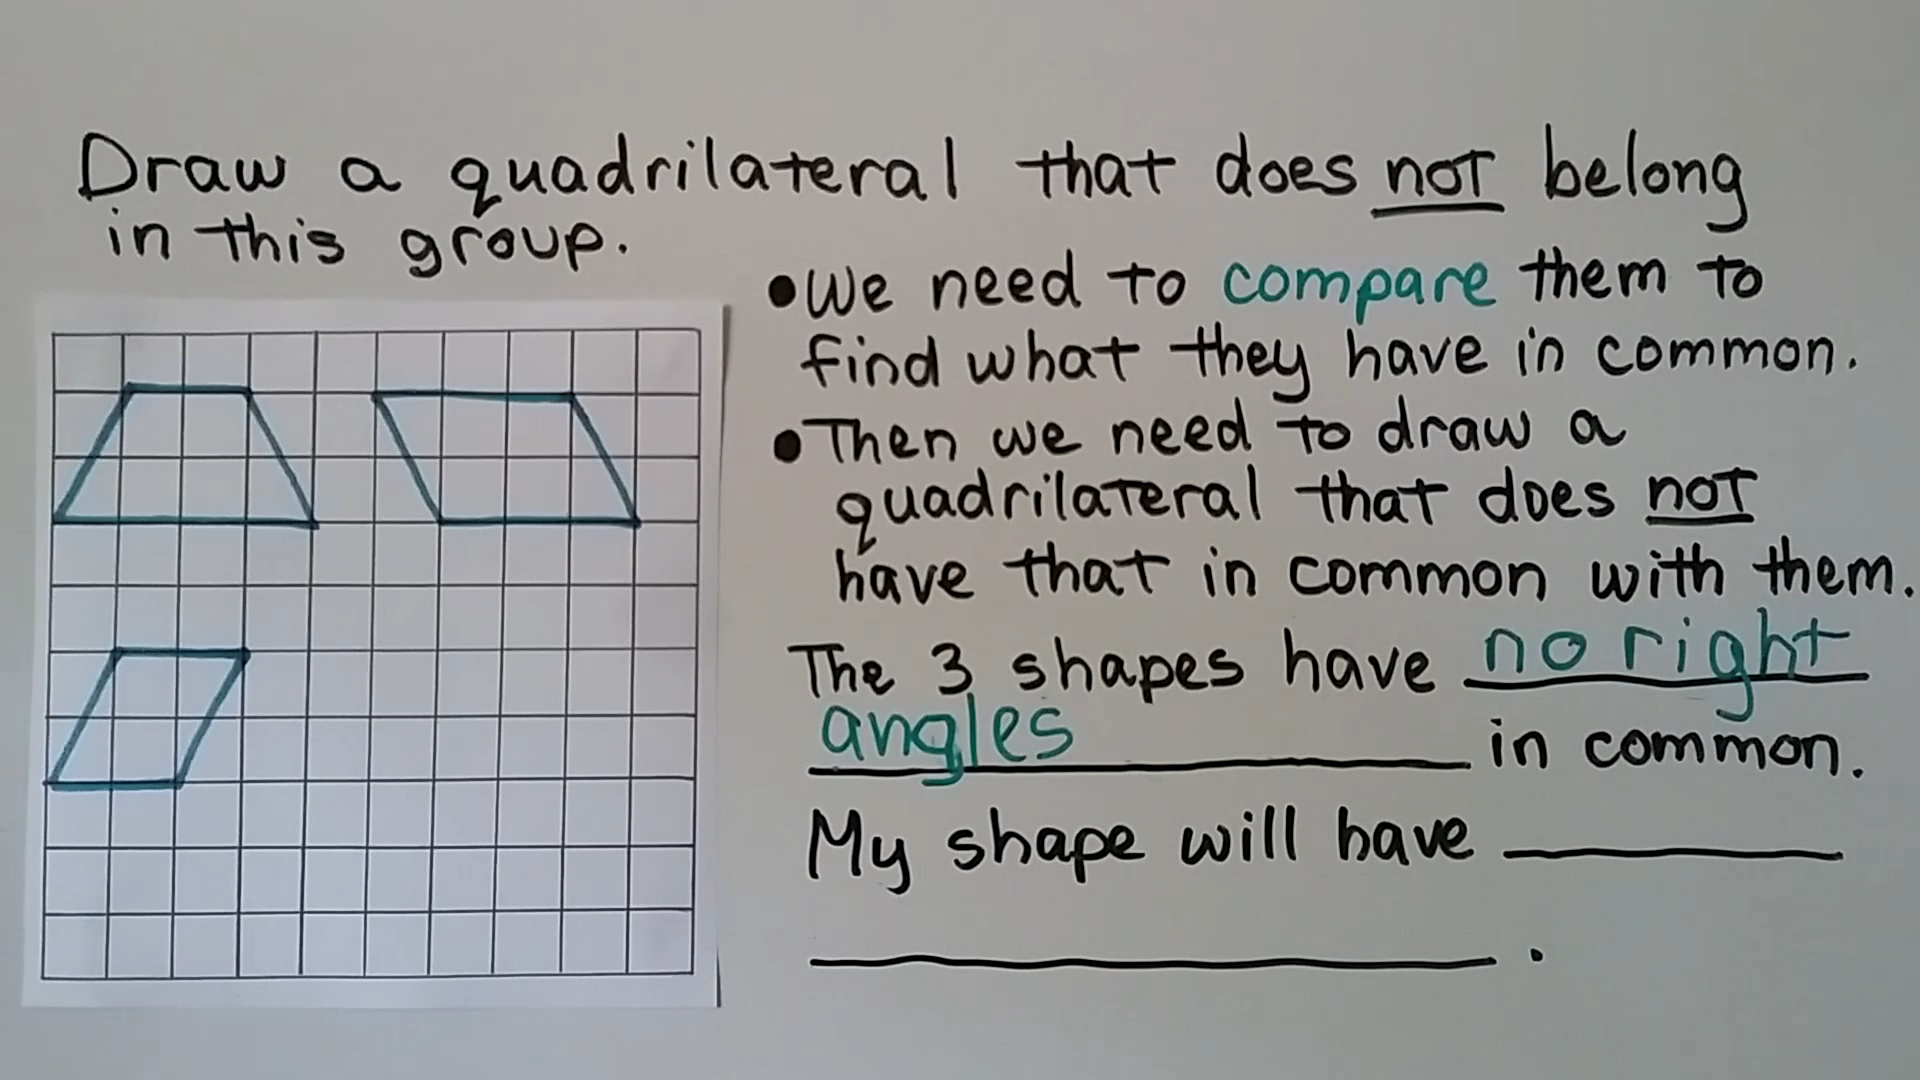 Draw a quadrilateral that does not belong
in this group.
•We need to compare them to
find what they have in common.
•Then we need to draw a
quadrilateral that does not
have that in common with them.
The 3 shapes have no right
angles in common.
My shape will have
.